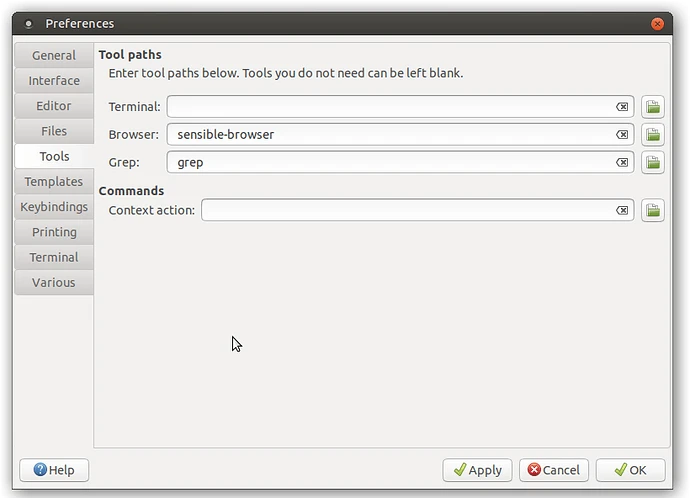 Preferences
General
Interface
Editor
Files
Tools
Templates
Keybindings
Printing
Terminal
Various
Tool paths
Enter tool paths below. Tools you do not need can be left blank.
Terminal:
Browser: sensible-browser
Grep: grep
Commands
Context action:
Help
Apply
Cancel
OK